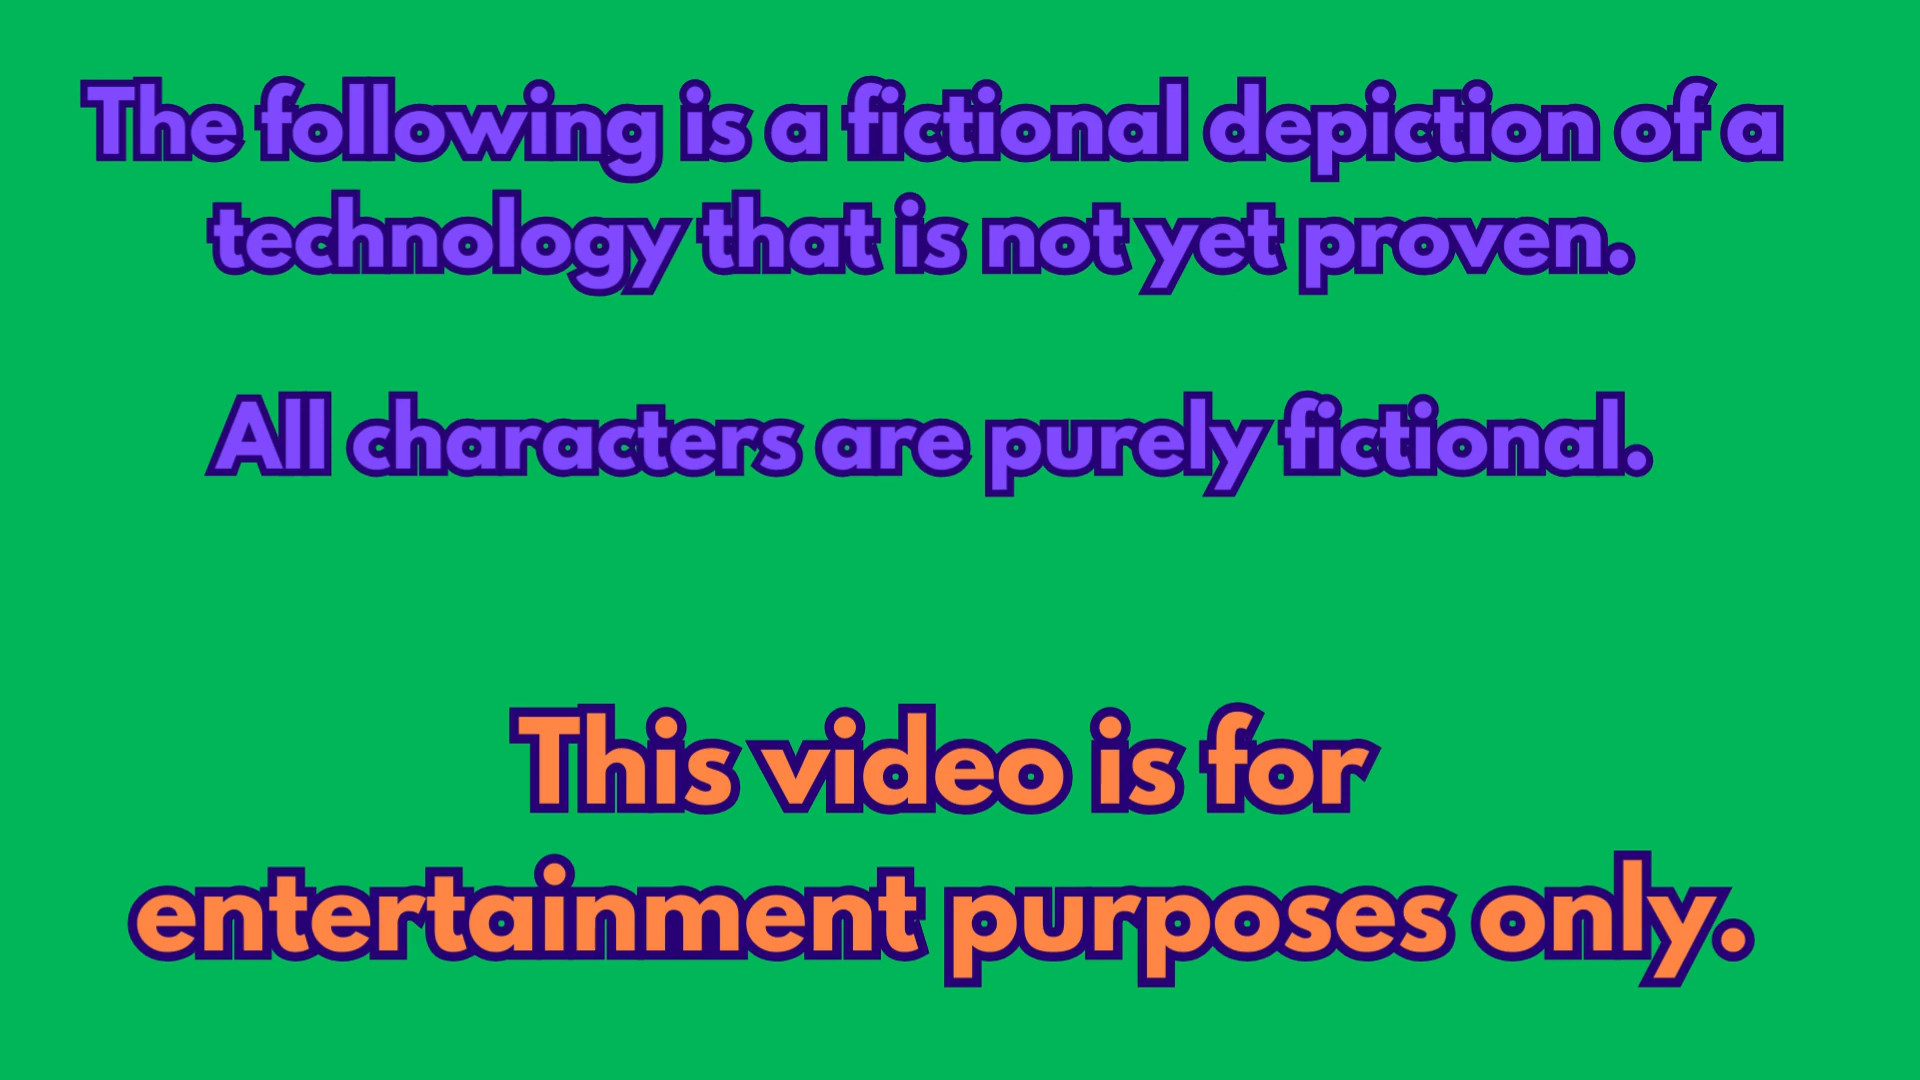 The following is a fictional depiction of a
technology that is not yet proven.
All characters are purely fictional.
This video is for
entertainment purposes only.